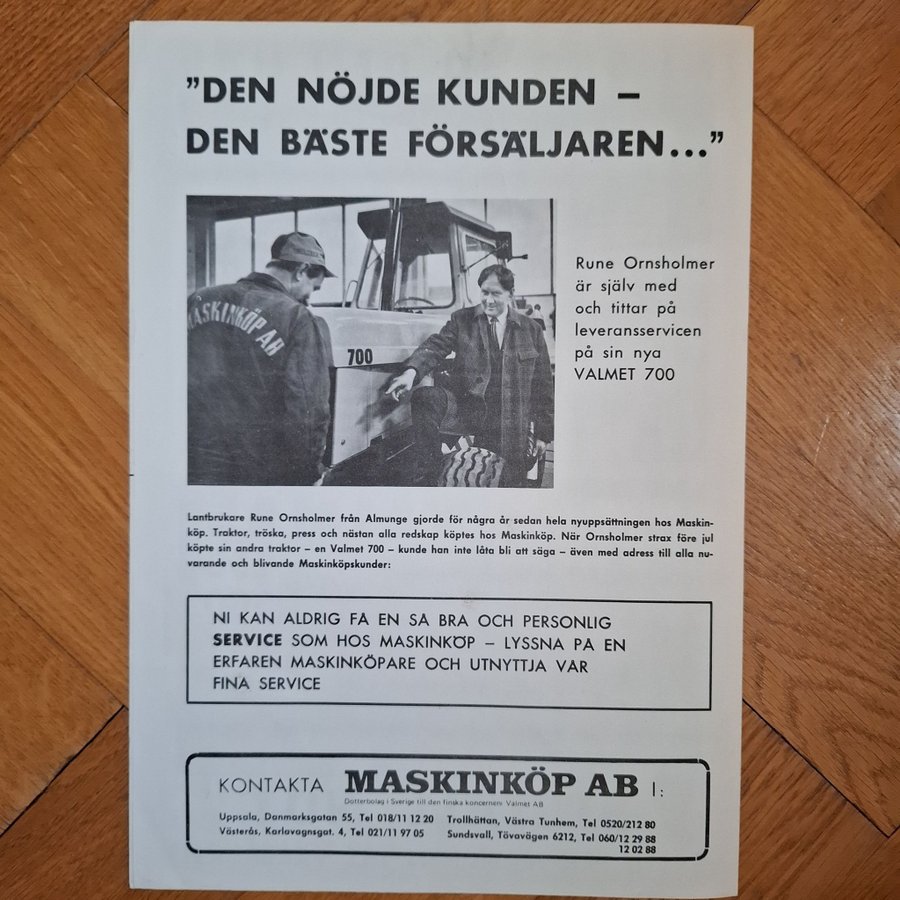 "DEN NÖJDE KUNDEN –
DEN BÄSTE FÖRSÄLJAREN..."
MASKINKÖP AB
700
Rune Ornsholmer
är själv med
och tittar på
leveransservicen
på sin nya
VALMET 700
Lantbrukare Rune Ornsholmer från Almunge gjorde för några år sedan hela nyuppsättningen hos Maskin-
köp. Traktor, tröska, press och nästan alla redskap köptes hos Maskinköp. När Ornsholmer strax före jul
köpte sin andra traktor – en Valmet 700 – kunde han inte låta bli att säga – även med adress till alla nu-
varande och blivande Maskinköpskunder:
NI KAN ALDRIG FA EN SA BRA OCH PERSONLIG
SERVICE SOM HOS MASKINKÖP – LYSSNA PA EN
ERFAREN MASKINKÖPARE OCH UTNYTTJA VAR
FINA SERVICE
KONTAKTA MASKINKÖP AB I:
Dotterbolag i Sverige till den finska koncernen: Valmet AB
Uppsala, Danmarksgatan 55, Tel 018/11 12 20 Trollhättan, Västra Tunhem, Tel 0520/212 80
Västerås, Karlavagnsgat. 4, Tel 021/11 97 05 Sundsvall, Tövavägen 6212, Tel 060/12 29 88
12 02 88